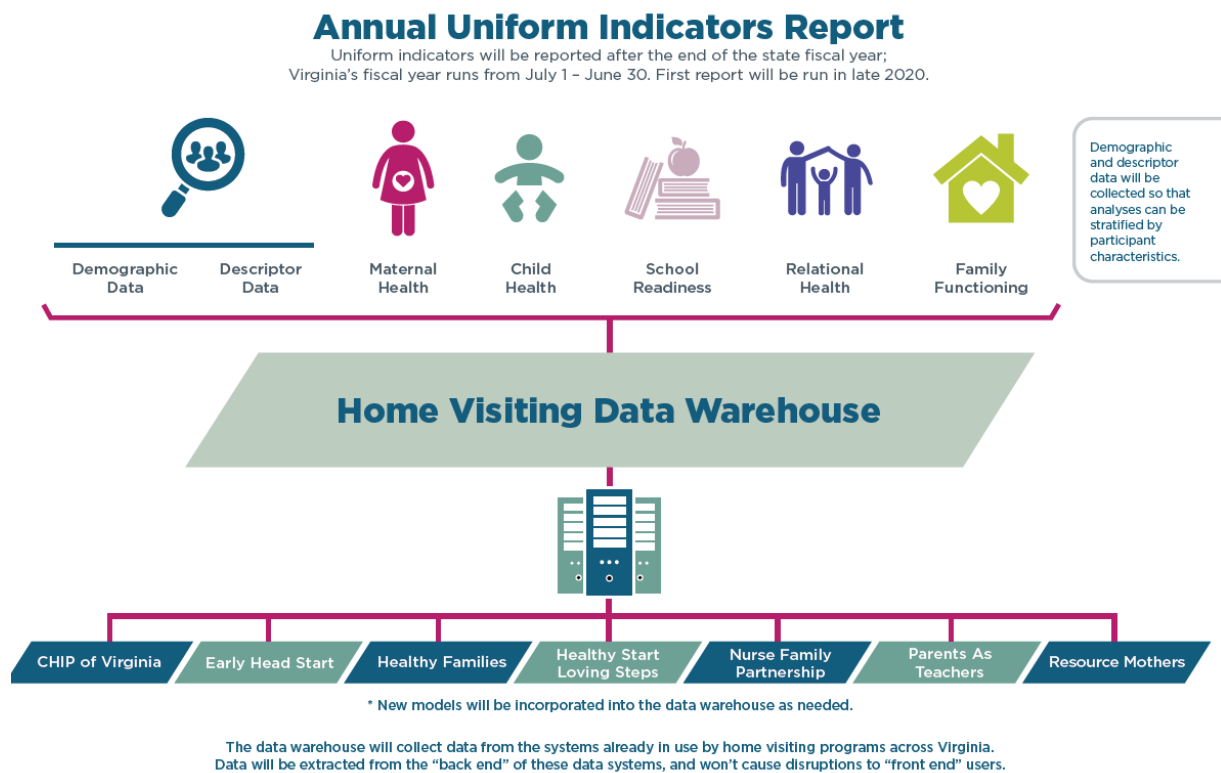 Annual Uniform Indicators Report
Uniform indicators will be reported after the end of the state fiscal year;
Virginia’s fiscal year runs from July 1 – June 30. First report will be run in late 2020.
Demographic
and descriptor
data will be
collected so that
analyses can be
stratified by
participant
characteristics.
Demographic
Data
Descriptor
Data
Maternal
Health
Child
Health
School
Readiness
Relational
Health
Family
Functioning
Home Visiting Data Warehouse
CHIP of Virginia
Early Head Start
Healthy Families
Healthy Start
Loving Steps
Nurse Family
Partnership
Parents As
Teachers
Resource Mothers
* New models will be incorporated into the data warehouse as needed.
The data warehouse will collect data from the systems already in use by home visiting programs across Virginia.
Data will be extracted from the “back end” of these data systems, and won’t cause disruptions to “front end” users.